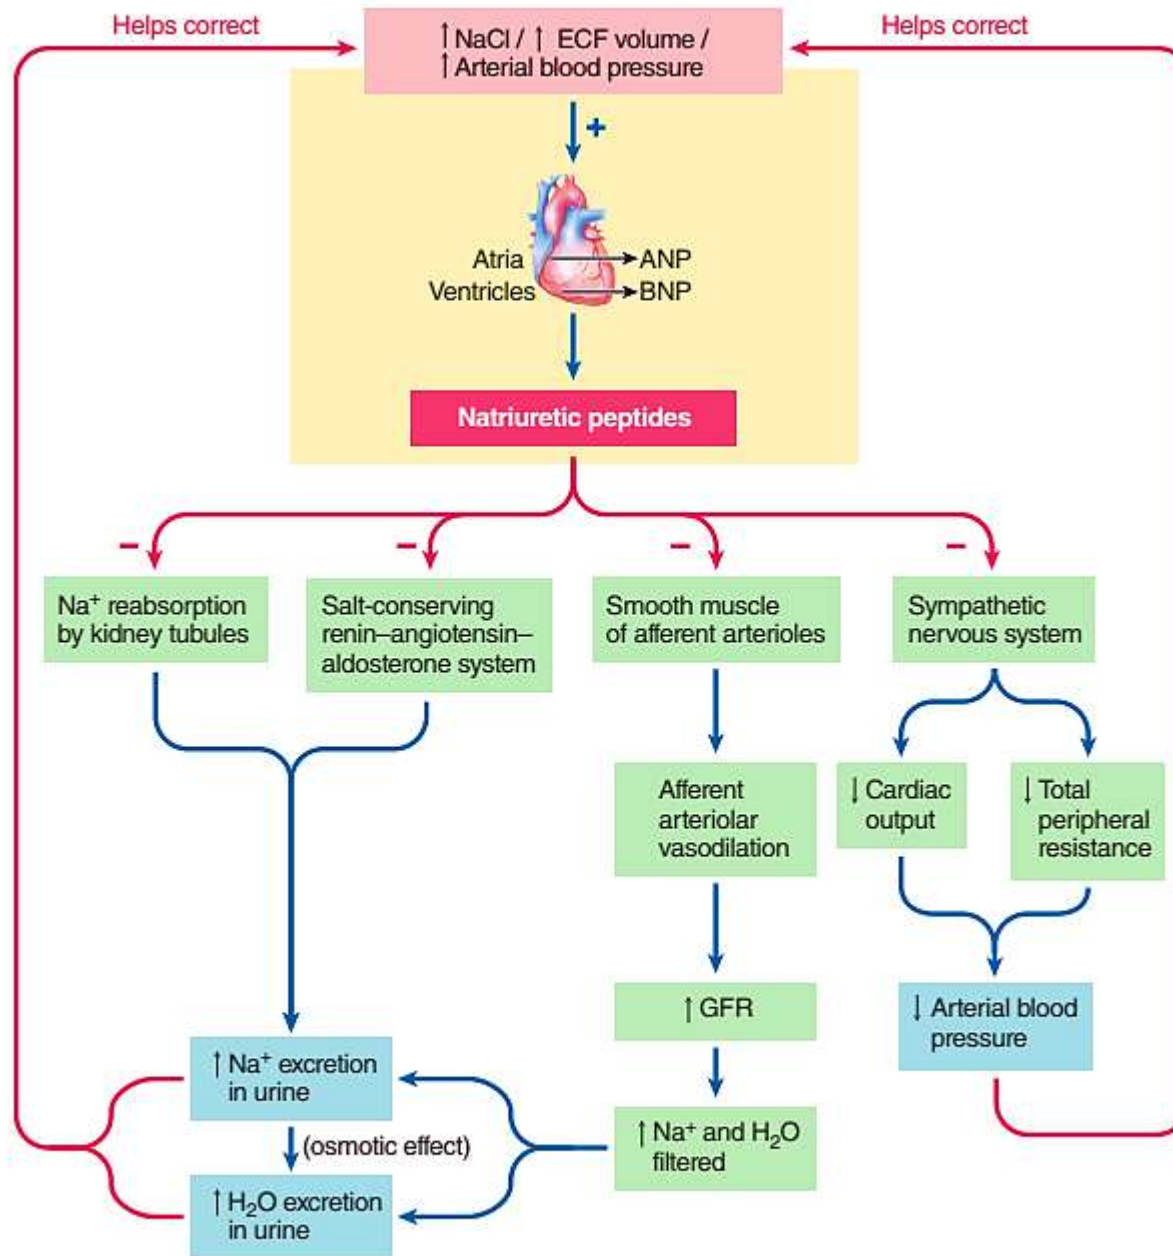 Helps correct
↑ NaCl / ↑ ECF volume /
↑ Arterial blood pressure
Helps correct
+
Atria
ANP
Ventricles
BNP
Natriuretic peptides
–
–
–
–
Na⁺ reabsorption
by kidney tubules
Salt-conserving
renin–angiotensin–
aldosterone system
Smooth muscle
of afferent arterioles
Sympathetic
nervous system
Afferent
arteriolar
vasodilation
↓ Cardiac
output
↓ Total
peripheral
resistance
↑ GFR
↓ Arterial blood
pressure
↑ Na⁺ excretion
in urine
(osmotic effect)
↑ Na⁺ and H₂O
filtered
↑ H₂O excretion
in urine